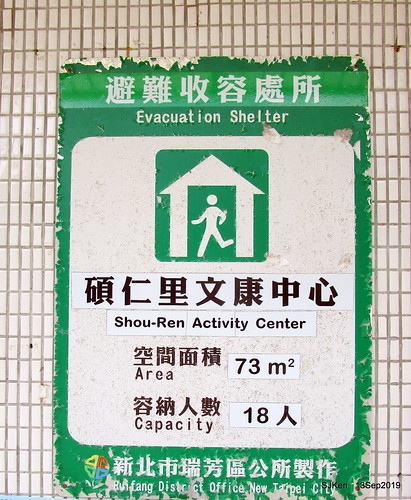 避難收容處所
Evacuation Shelter
碩仁里文康中心
Shou-Ren Activity Center
空間面積
Area
73 m²
容納人數
Capacity
18 人
新北市瑞芳區公所製作
Ruifang District Office New Taipei City
SJKen 18Sep2019